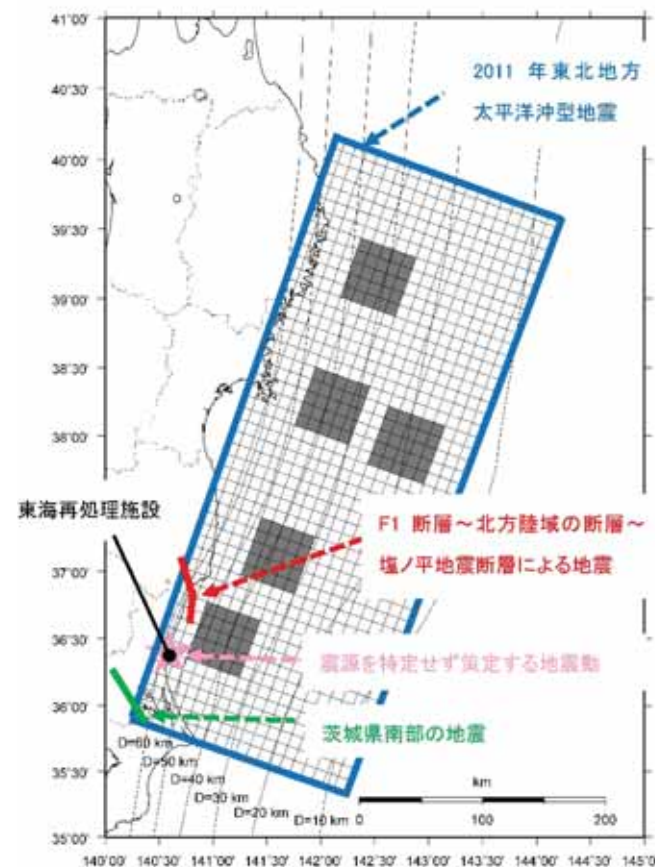 41°00'
2011 年東北地方
太平洋沖型地震
40°30'
40°00'
39°30'
39°00'
38°30'
38°00'
東海再処理施設
F1 断層～北方陸域の断層～
塩ノ平地震断層による地震
37°00'
36°30'
震源を特定せず策定する地震動
36°00'
茨城県南部の地震
35°30'
35°00'
D=60 km
D=50 km
D=40 km
D=30 km
D=20 km
D=10 km
km
0 100 200
140°00' 140°30' 141°00' 141°30' 142°00' 142°30' 143°00' 143°30' 144°00' 144°30'